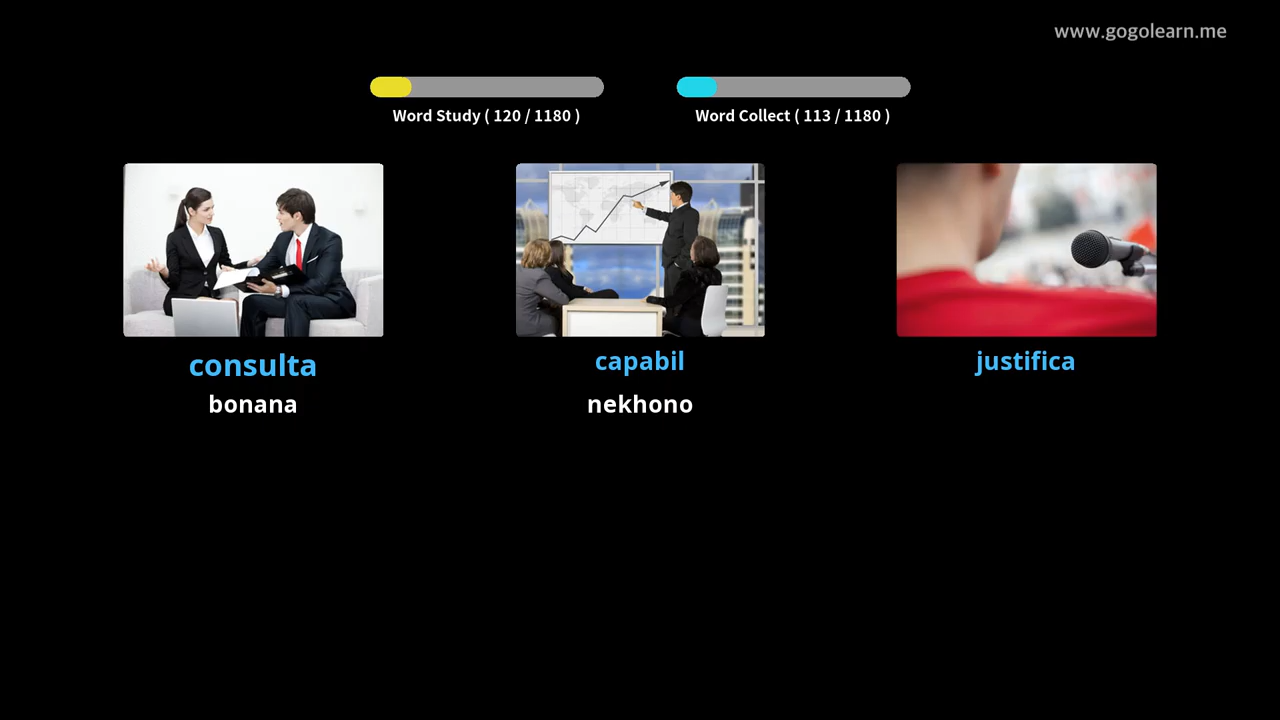 www.gogolearn.me
Word Study ( 120 / 1180 )
Word Collect ( 113 / 1180 )
consulta
bonana
capabil
nekhono
justifica